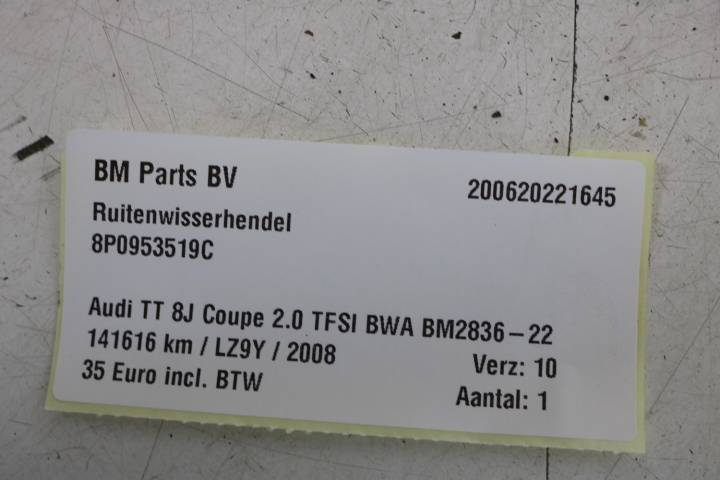 BM Parts BV 200620221645
Ruitenwisserhendel
8P0953519C
Audi TT 8J Coupe 2.0 TFSI BWA BM2836-22
141616 km / LZ9Y / 2008 Verz: 10
35 Euro incl. BTW Aantal: 1